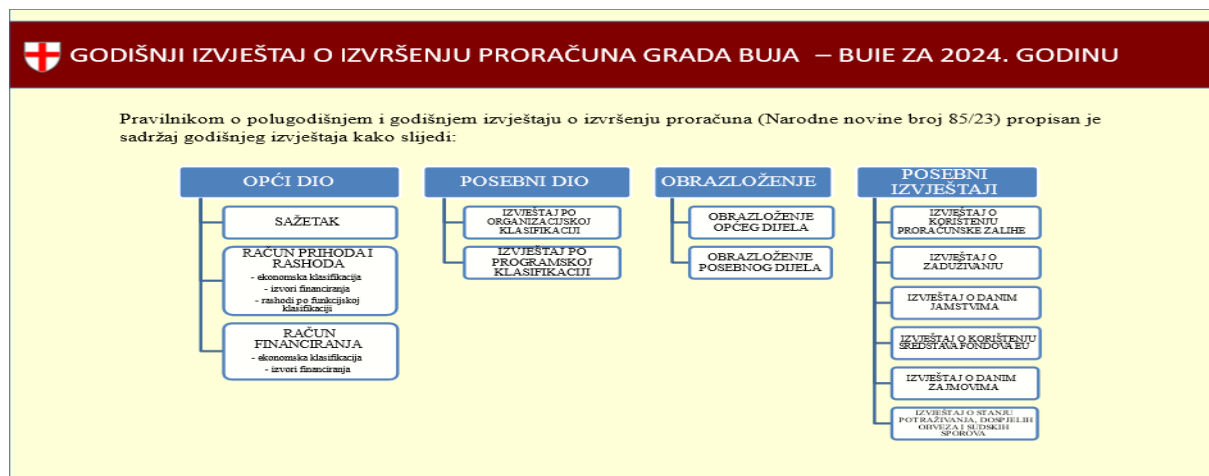 GODIŠNJI IZVJEŠTAJ O IZVRŠENJU PRORAČUNA GRADA BUJA – BUIE ZA 2024. GODINU
Pravilnikom o polugodišnjem i godišnjem izvještaju o izvršenju proračuna (Narodne novine broj 85/23) propisan je
sadržaj godišnjeg izvještaja kako slijedi:
OPĆI DIO
SAŽETAK
RAČUN PRIHODA I
RASHODA
- ekonomska klasifikacija
- izvori financiranja
- rashodi po funkcijskoj
klasifikaciji
RAČUN
FINANCIRANJA
- ekonomska klasifikacija
- izvori financiranja
POSEBNI DIO
IZVJEŠTAJ PO
ORGANIZACIJSKOJ
KLASIFIKACIJI
IZVJEŠTAJ PO
PROGRAMSKOJ
KLASIFIKACIJI
OBRAZLOŽENJE
OBRAZLOŽENJE
OPĆEG DIJELA
OBRAZLOŽENJE
POSEBNOG DIJELA
POSEBNI
IZVJEŠTAJI
IZVJEŠTAJ O
KORIŠTENJU
PRORAČUNSKE ZALIHE
IZVJEŠTAJ O
ZADUŽIVANJU
IZVJEŠTAJ O DANIM
JAMSTVIMA
IZVJEŠTAJ O KORIŠTENJU
SREDSTAVA FONDOVA EU
IZVJEŠTAJ O DANIM
ZAJMOVIMA
IZVJEŠTAJ O STANJU
POTRAŽIVANJA, DOSPJELIH
OBVEZA I SUDSKIH
SPOROVA